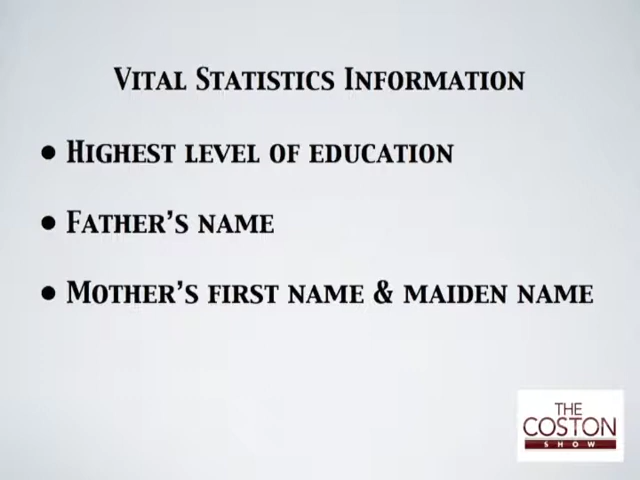 Vital Statistics Information
• Highest level of education
• Father's name
• Mother's first name & maiden name
THE
COSTON
SHOW